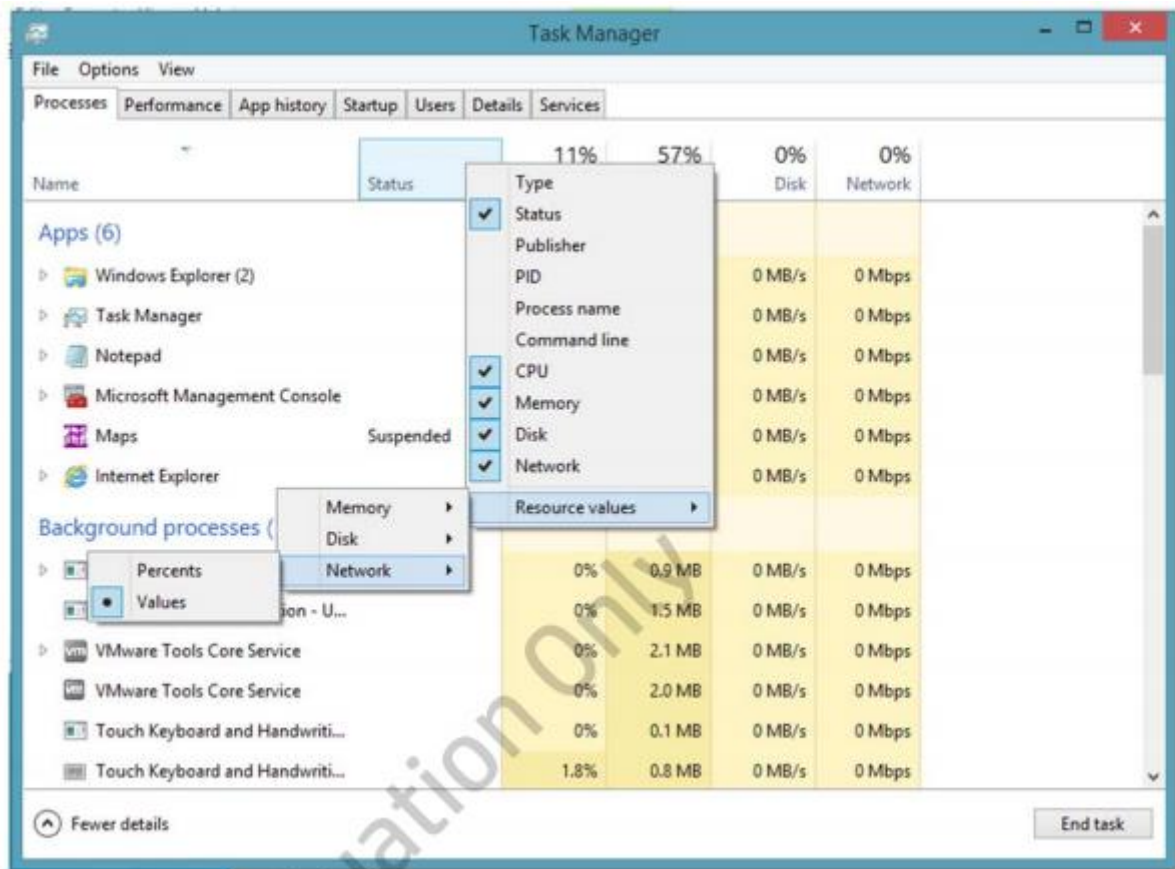 Task Manager
File Options View
Processes Performance App history Startup Users Details Services
11% 57% 0% 0%
Name Status Disk Network
Type
Status
Publisher
PID
Process name
Command line
CPU
Memory
Disk
Network
Resource values
Memory
Disk
Network
Percents
Values
Apps (6)
Windows Explorer (2) 0 MB/s 0 Mbps
Task Manager 0 MB/s 0 Mbps
Notepad 0 MB/s 0 Mbps
Microsoft Management Console 0 MB/s 0 Mbps
Maps Suspended 0 MB/s 0 Mbps
Internet Explorer 0 MB/s 0 Mbps
Background processes (
0% 0.9 MB 0 MB/s 0 Mbps
ion - U... 0% 1.5 MB 0 MB/s 0 Mbps
VMware Tools Core Service 0% 2.1 MB 0 MB/s 0 Mbps
VMware Tools Core Service 0% 2.0 MB 0 MB/s 0 Mbps
Touch Keyboard and Handwriti... 0% 0.1 MB 0 MB/s 0 Mbps
Touch Keyboard and Handwriti... 1.8% 0.8 MB 0 MB/s 0 Mbps
Fewer details End task
ation Only